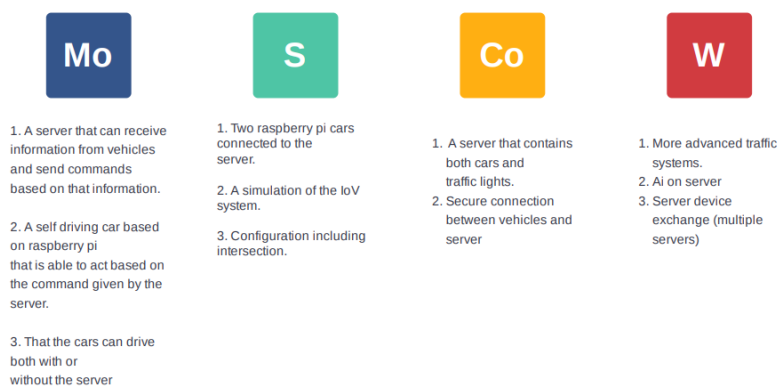 Mo
S
Co
W
1. A server that can receive
information from vehicles
and send commands
based on that information.
2. A self driving car based
on raspberry pi
that is able to act based on
the command given by the
server.
3. That the cars can drive
both with or
without the server
1. Two raspberry pi cars
connected to the
server.
2. A simulation of the IoV
system.
3. Configuration including
intersection.
1. A server that contains
both cars and
traffic lights.
2. Secure connection
between vehicles and
server
1. More advanced traffic
systems.
2. Ai on server
3. Server device
exchange (multiple
servers)